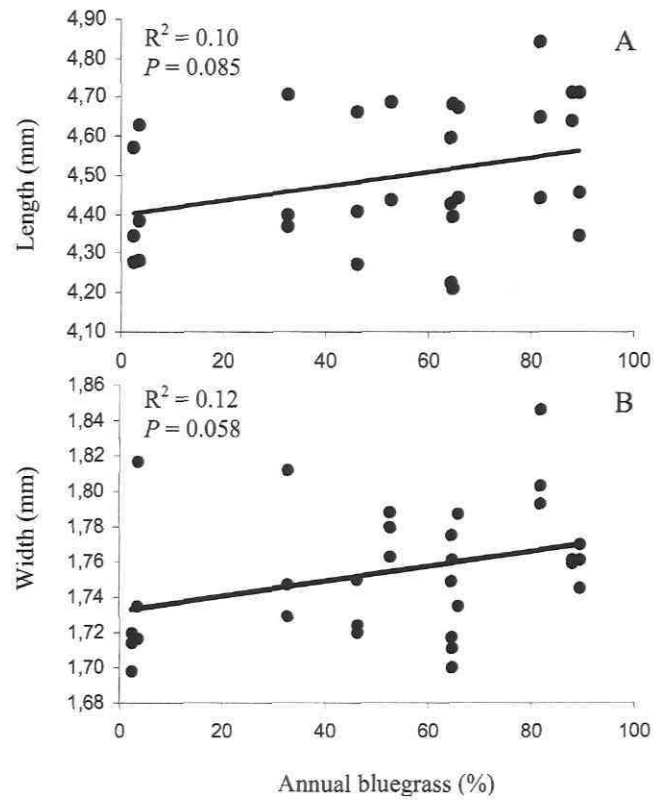 R² = 0.10
P = 0.085
A
4,90
4,80
4,70
4,60
4,50
4,40
4,30
4,20
4,10
Length (mm)
0 20 40 60 80 100
R² = 0.12
P = 0.058
B
1,86
1,84
1,82
1,80
1,78
1,76
1,74
1,72
1,70
1,68
Width (mm)
0 20 40 60 80 100
Annual bluegrass (%)